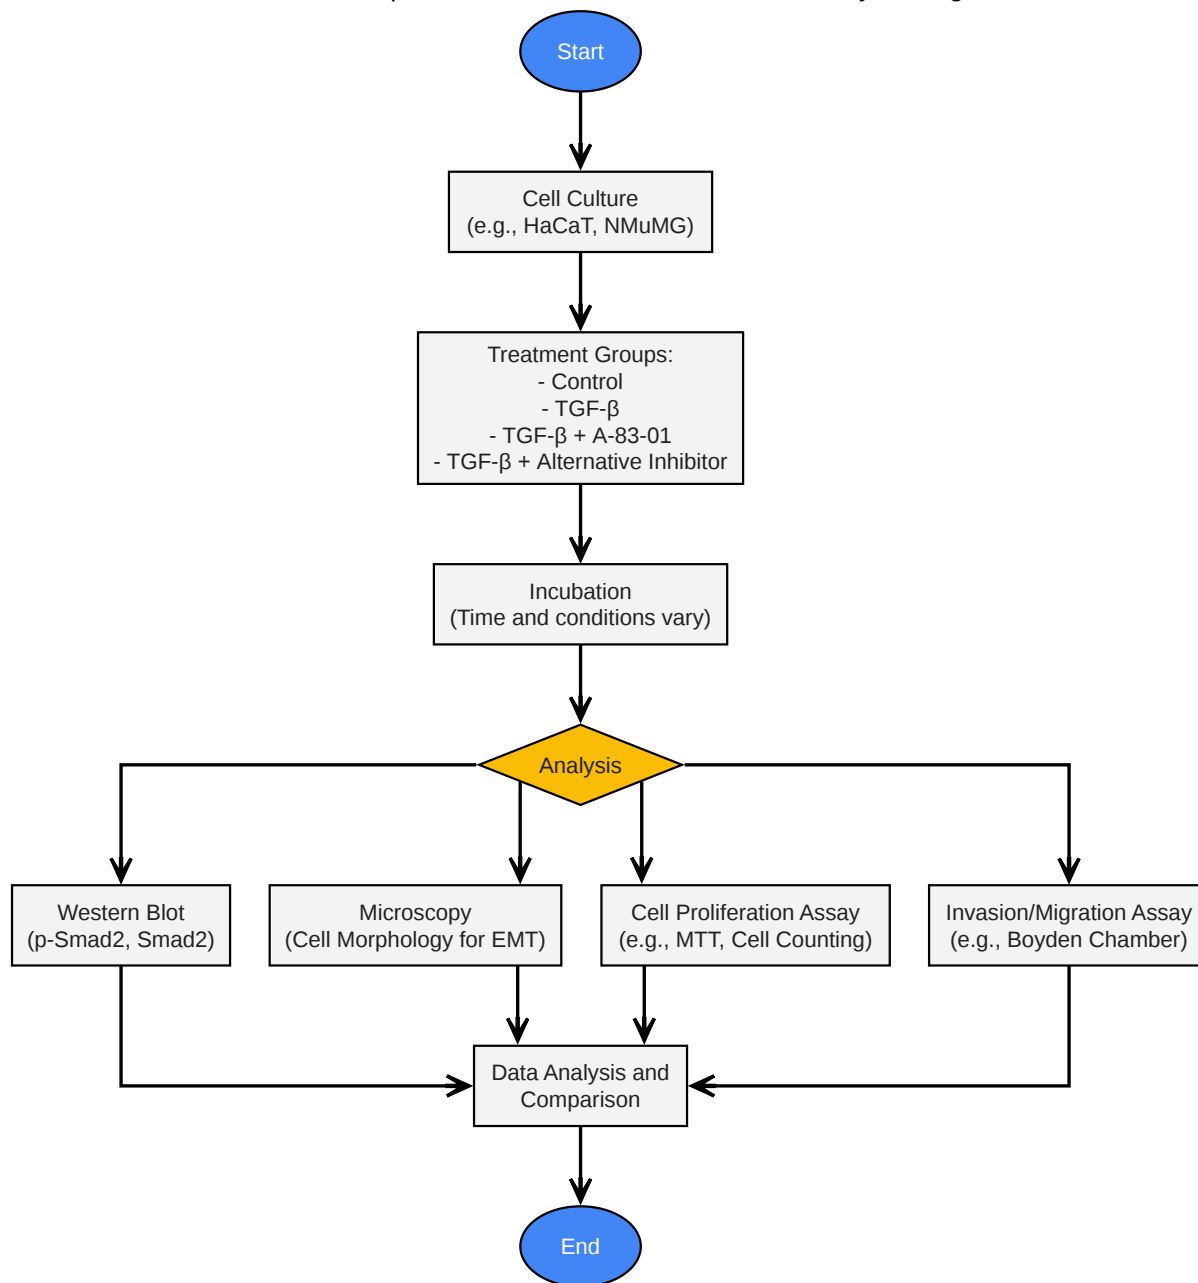 Start
Cell Culture
(e.g., HaCaT, NMuMG)
Treatment Groups:
- Control
- TGF-β
- TGF-β + A-83-01
- TGF-β + Alternative Inhibitor
Incubation
(Time and conditions vary)
Analysis
Western Blot
(p-Smad2, Smad2)
Microscopy
(Cell Morphology for EMT)
Cell Proliferation Assay
(e.g., MTT, Cell Counting)
Invasion/Migration Assay
(e.g., Boyden Chamber)
Data Analysis and
Comparison
End